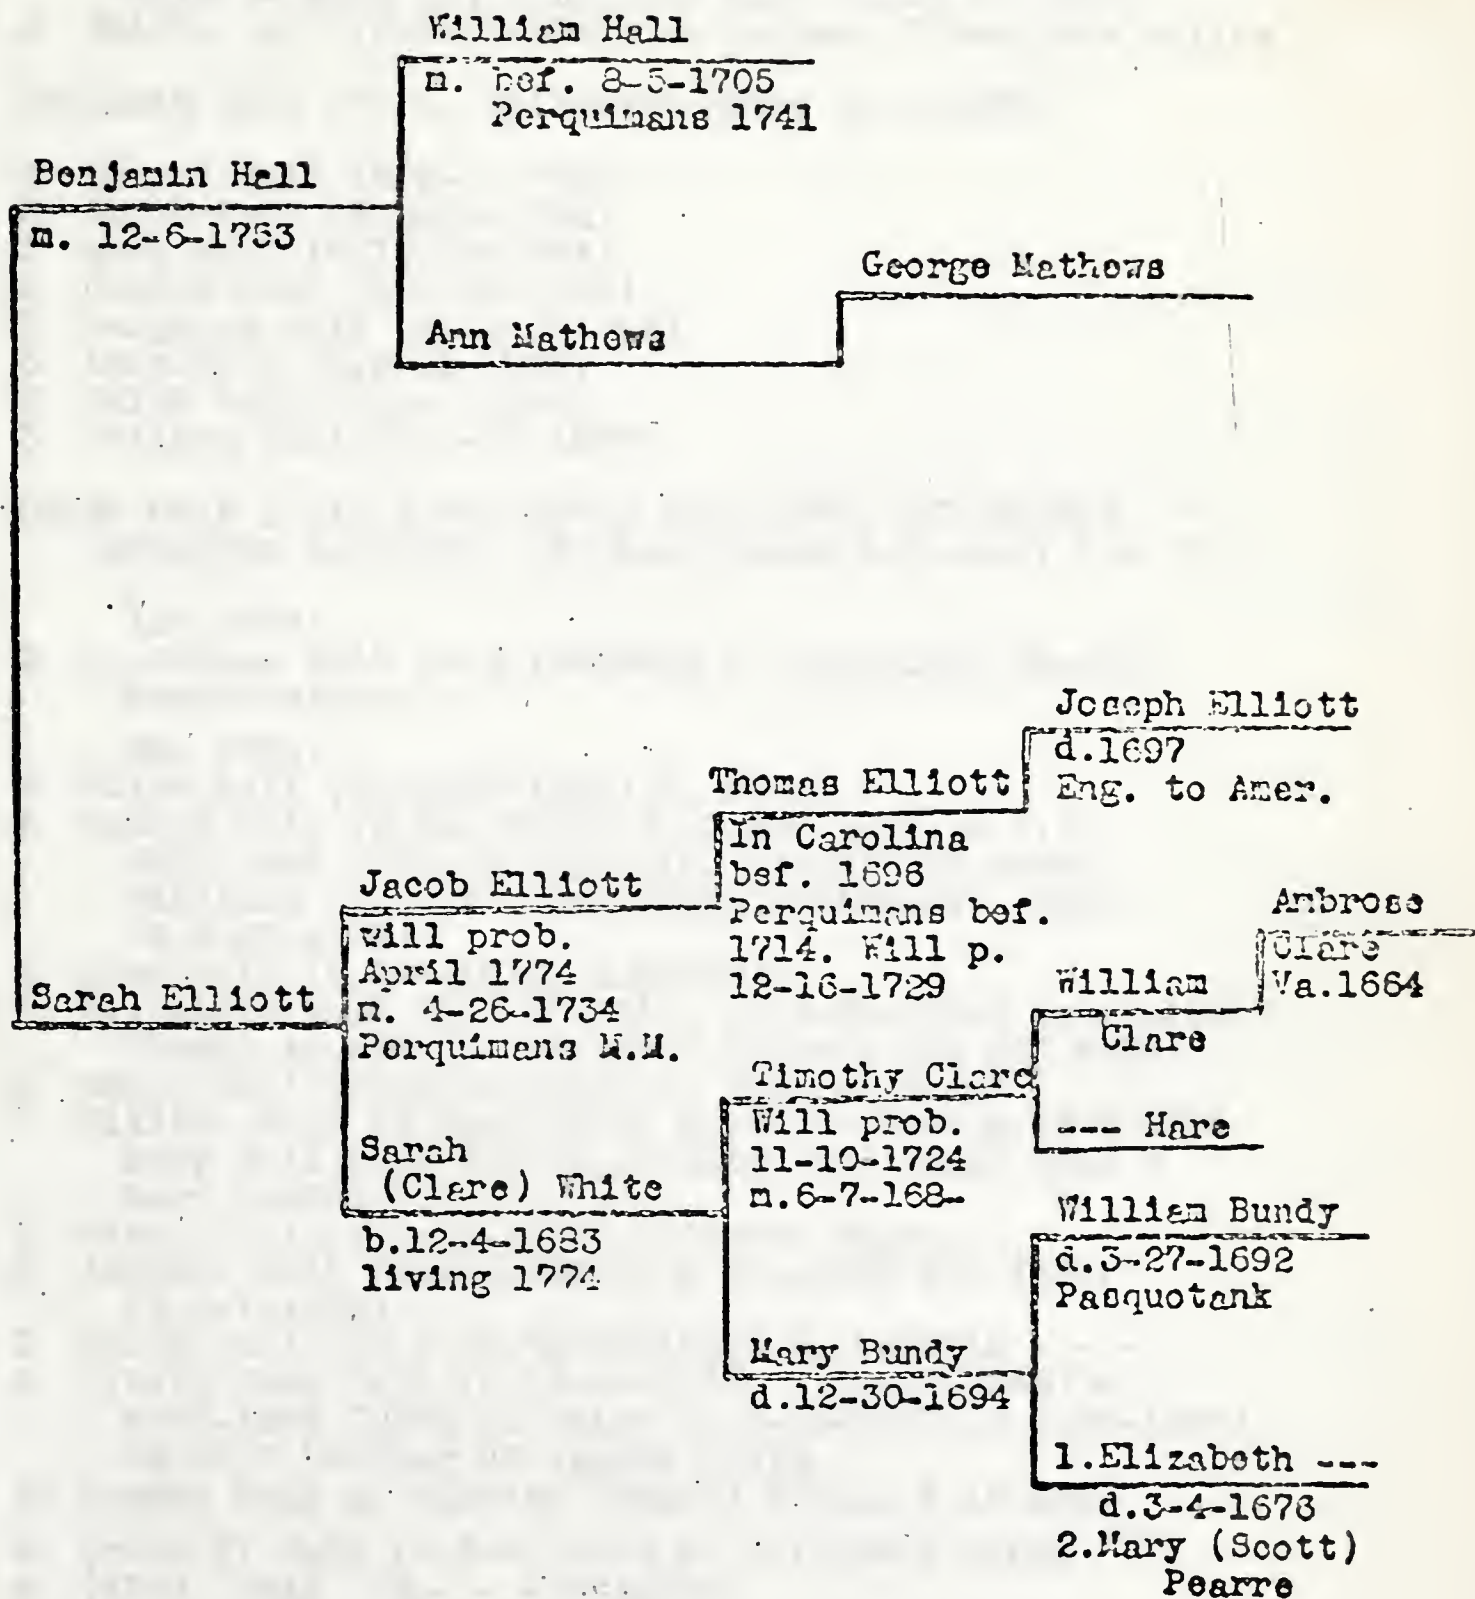 William Hall
m. bef. 8-5-1705
Perquimans 1741
Benjamin Hall
m. 12-6-1753
George Mathews
Ann Mathews
Joseph Elliott
d.1697
Eng. to Amer.
Thomas Elliott
In Carolina
bef. 1696
Perquimans bef.
1714. Will p.
12-16-1729
Jacob Elliott
will prob.
April 1774
m. 4-26-1734
Perquimans M.M.
Ambrose
Clare
Va.1664
William
Clare
Sarah Elliott
Timothy Clare
Will prob.
11-10-1724
m.6-7-168-
--- Hare
Sarah
(Clare) White
b.12-4-1683
living 1774
William Bundy
d.3-27-1692
Pasquotank
Mary Bundy
d.12-30-1694
1.Elizabeth ---
d.3-4-1676
2.Mary (Scott)
Pearre